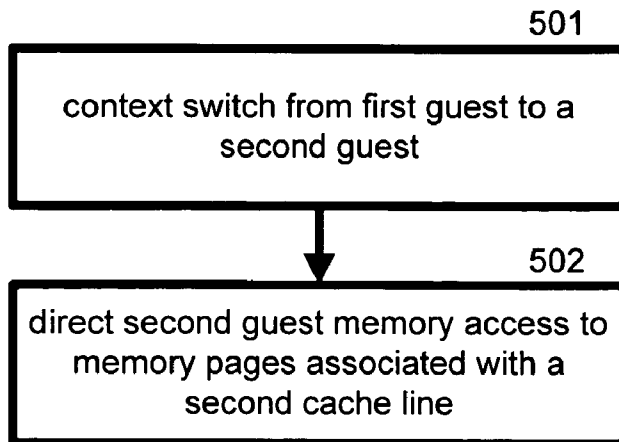 501
context switch from first guest to a
second guest
502
direct second guest memory access to
memory pages associated with a
second cache line